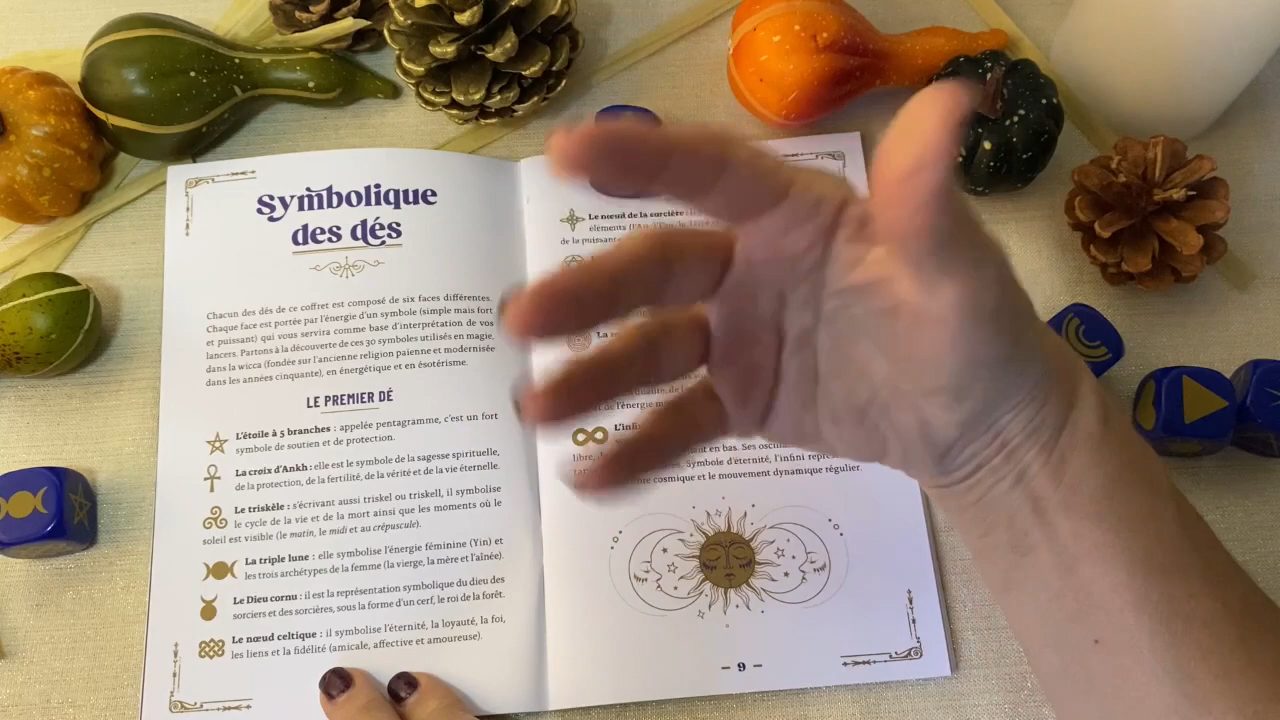 Symbolique
des dés
Chacun des dés de ce coffret est composé de six faces différentes.
Chaque face est portée par l'énergie d'un symbole (simple mais fort
et puissant) qui vous servira comme base d'interprétation de vos
lancers. Partons à la découverte de ces 30 symboles utilisés en magie,
dans la wicca (fondée sur l'ancienne religion païenne et modernisée
dans les années cinquante), en énergétique et en ésotérisme.
LE PREMIER DÉ
L'étoile à 5 branches : appelée pentagramme, c'est un fort
symbole de soutien et de protection.
La croix d'Ankh : elle est le symbole de la sagesse spirituelle,
de la protection, de la fertilité, de la vérité et de la vie éternelle.
Le triskèle : s'écrivant aussi triskel ou triskell, il symbolise
le cycle de la vie et de la mort ainsi que les moments où le
soleil est visible (le matin, le midi et au crépuscule).
La triple lune : elle symbolise l'énergie féminine (Yin) et
les trois archétypes de la femme (la vierge, la mère et l'aînée).
Le Dieu cornu : il est la représentation symbolique du dieu des
sorciers et des sorcières, sous la forme d'un cerf, le roi de la forêt.
Le nœud celtique : il symbolise l'éternité, la loyauté, la foi,
les liens et la fidélité (amicale, affective et amoureuse).
Le nœud de la sorcière :
éléments
de la
La
de l'énergie
L'infini
en bas. Ses
libre, Symbole d'éternité, l'infini
cosmique et le mouvement dynamique régulier.
– 9 –